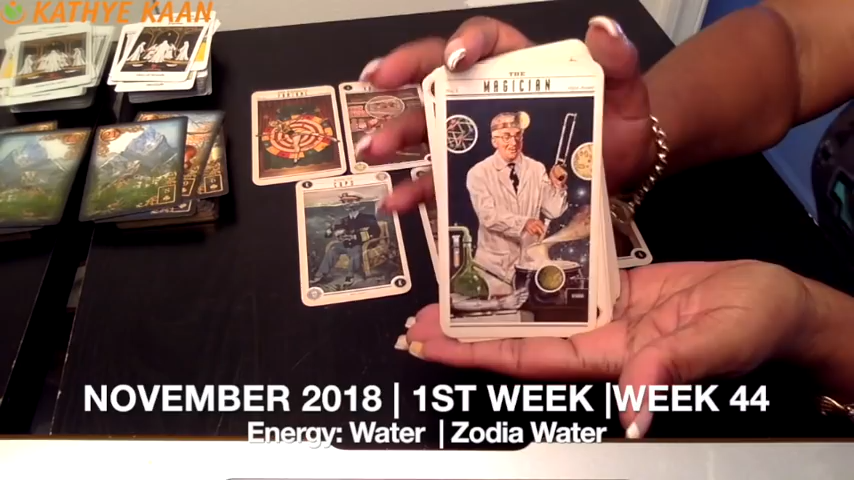 KATHYE KAAN
THE
MAGICIAN
NOVEMBER 2018 | 1ST WEEK |WEEK 44
Energy: Water | Zodia Water